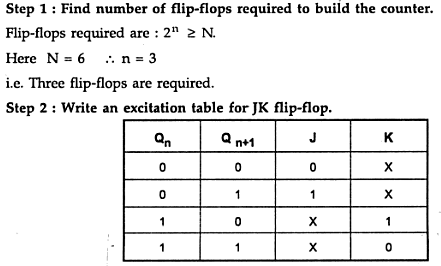 Step 1 : Find number of flip-flops required to build the counter.
Flip-flops required are : 2ⁿ ≥ N.
Here N = 6 ∴ n = 3
i.e. Three flip-flops are required.
Step 2 : Write an excitation table for JK flip-flop.
Qn Q n+1 J K
0 0 0 X
0 1 1 X
1 0 X 1
1 1 X 0